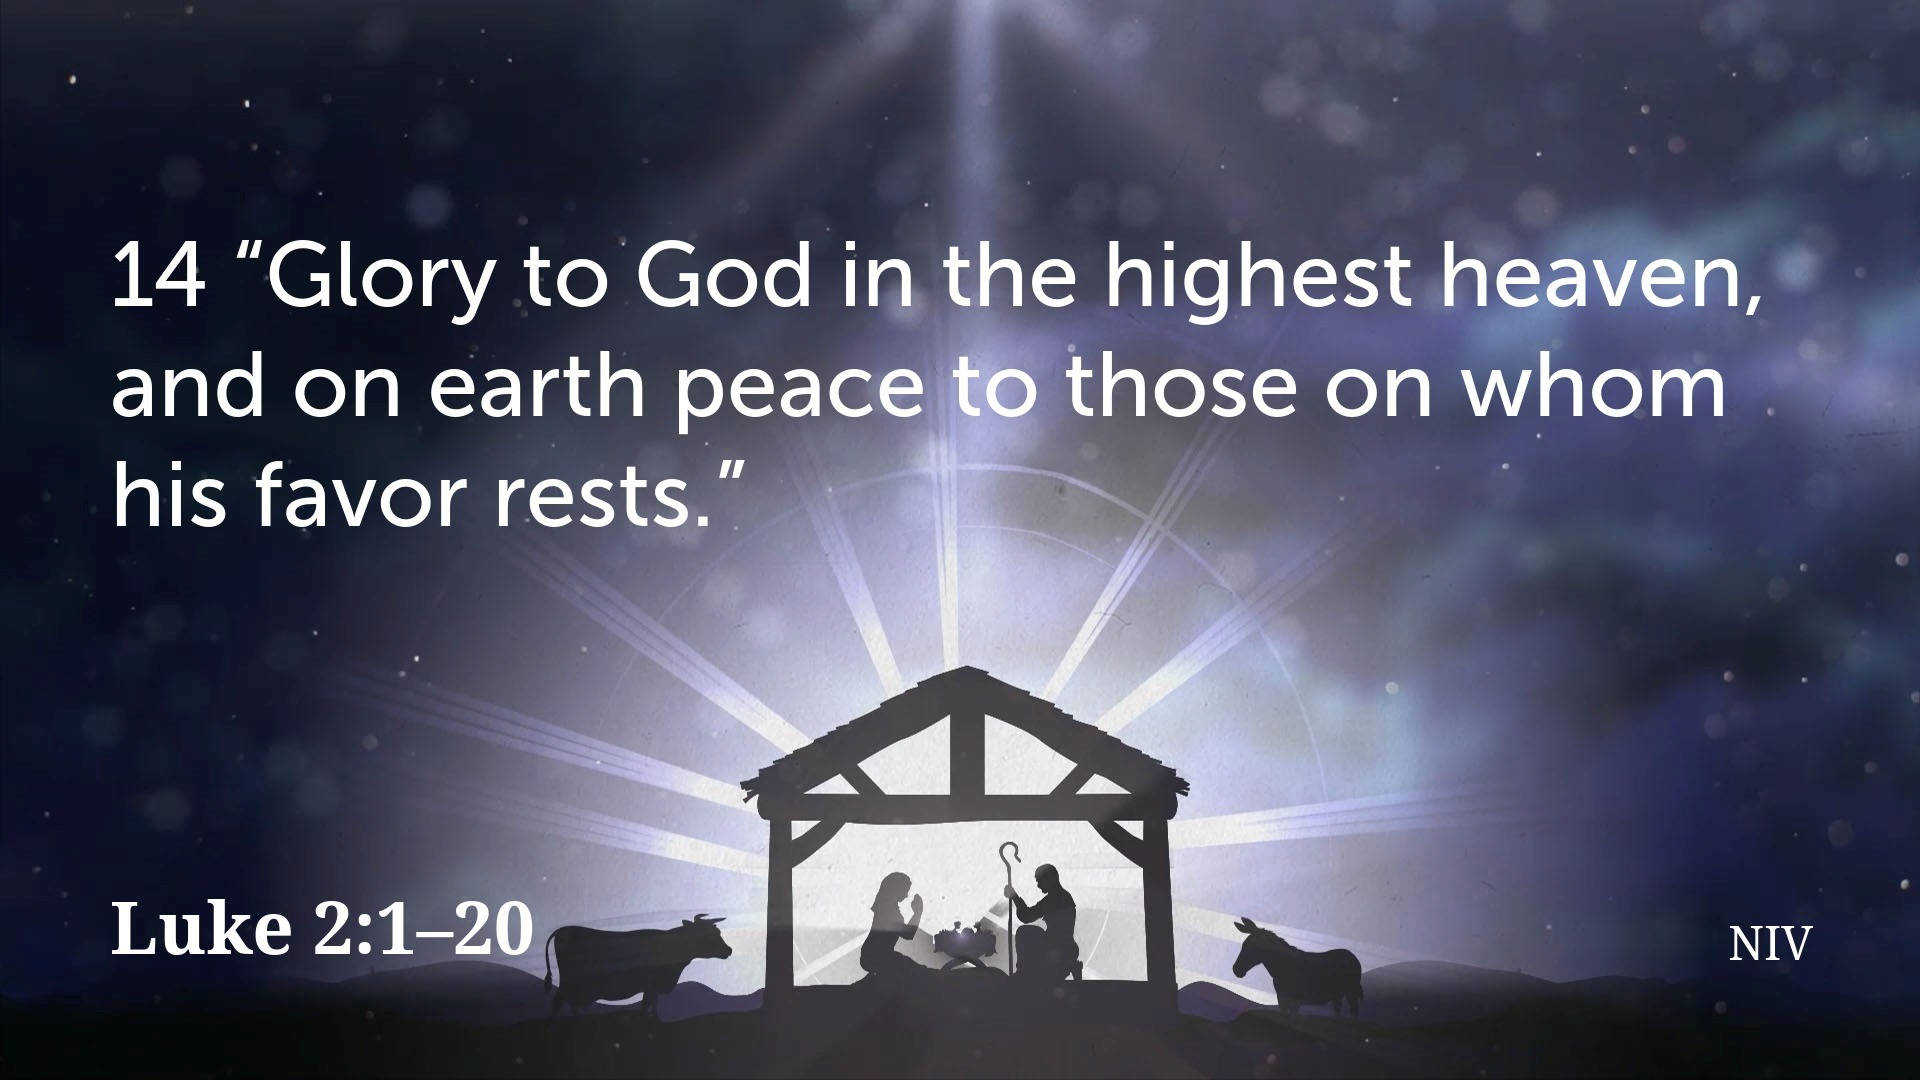 14 “Glory to God in the highest heaven,
and on earth peace to those on whom
his favor rests.”
Luke 2:1–20
NIV